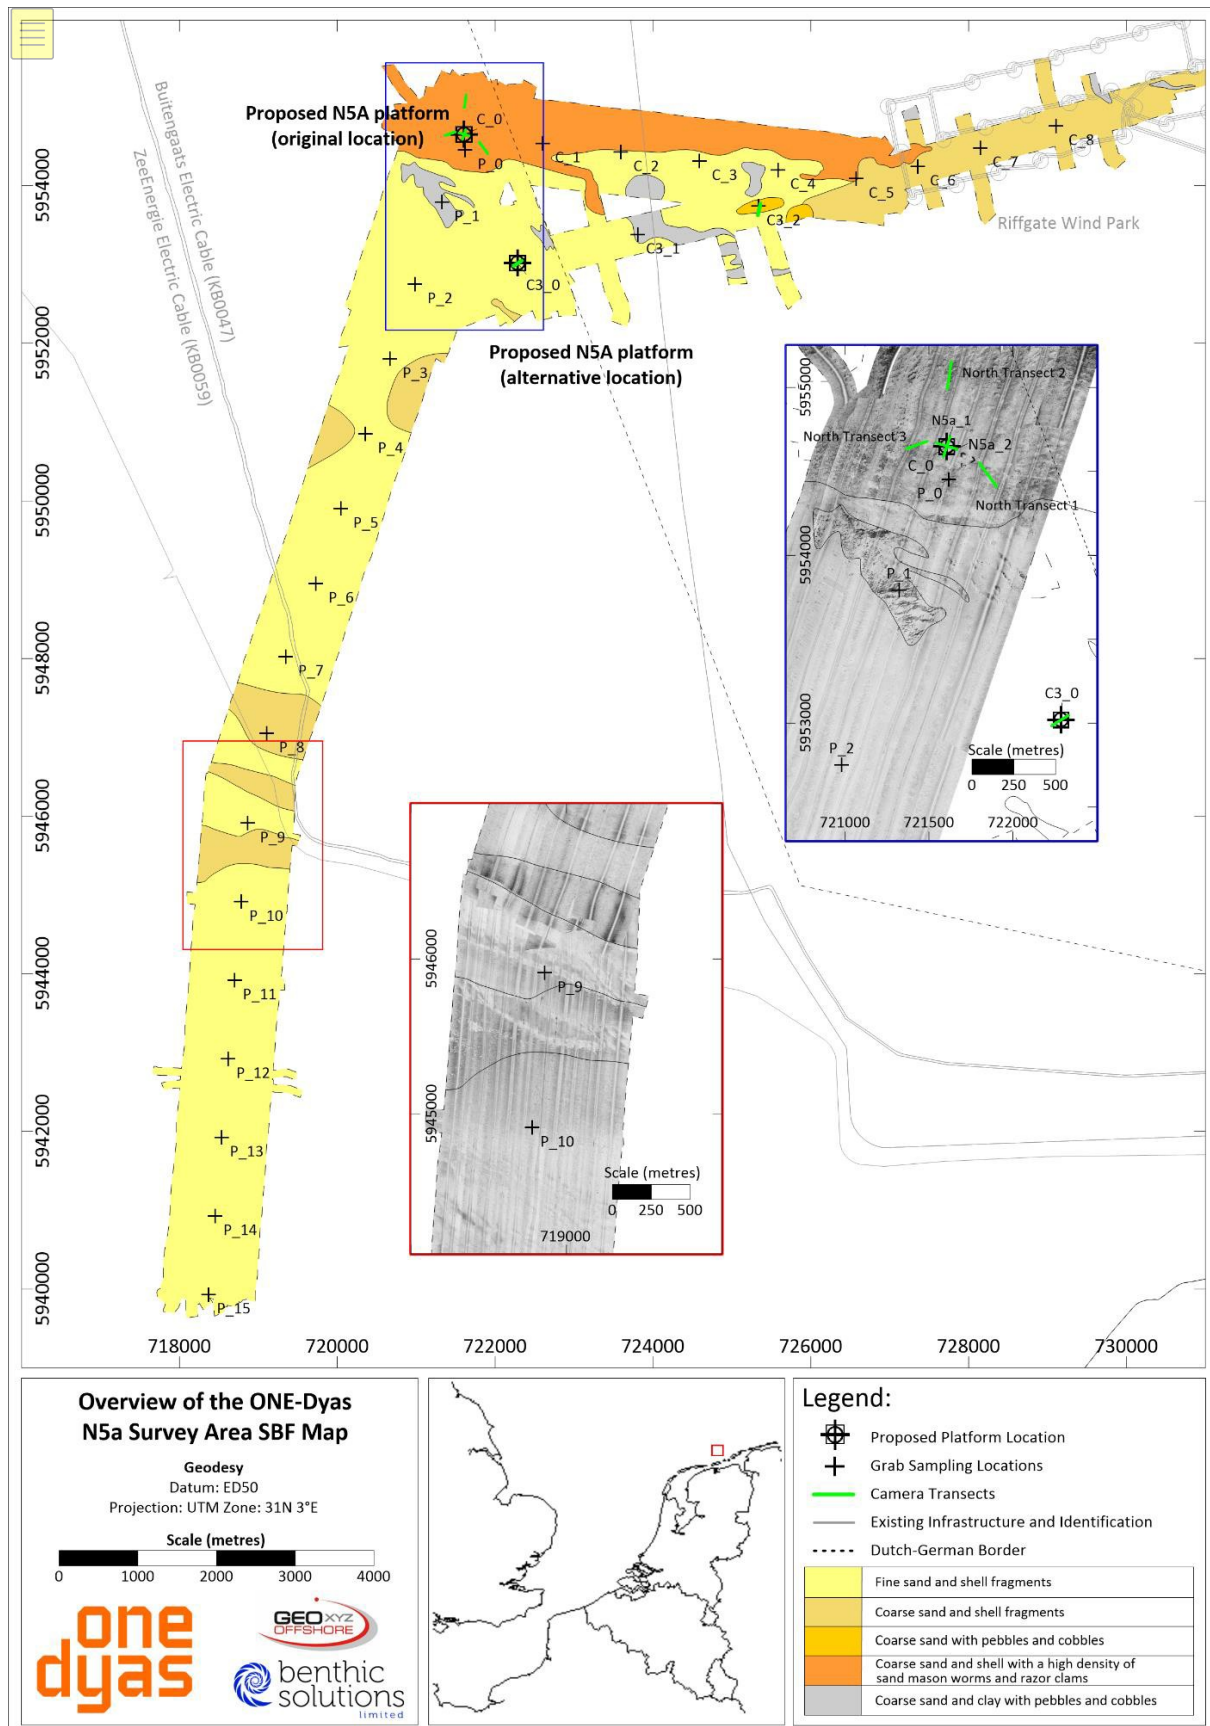 Buitengaats Electric Cable (KB0047)
ZeeEnergie Electric Cable (KB0059)
Proposed N5A platform
(original location)
C_0
P_0
C_1
C_2
C_3
C_4
C_5
C_6
C_7
C_8
Riffgate Wind Park
P_1
C3_1
C3_2
C3_0
P_2
Proposed N5A platform
(alternative location)
P_3
P_4
P_5
P_6
P_7
P_8
P_9
P_10
P_11
P_12
P_13
P_14
P_15
5954000
5952000
5950000
5948000
5946000
5944000
5942000
5940000
718000
720000
722000
724000
726000
728000
730000
5955000
5954000
5953000
North Transect 2
N5a_1
North Transect 3
N5a_2
C_0
P_0
North Transect 1
P_1
C3_0
P_2
Scale (metres)
0 250 500
721000 721500 722000
5946000
5945000
P_9
P_10
Scale (metres)
0 250 500
719000
Overview of the ONE-Dyas
N5a Survey Area SBF Map
Geodesy
Datum: ED50
Projection: UTM Zone: 31N 3°E
Scale (metres)
0 1000 2000 3000 4000
one
dyas
GEO XYZ
OFFSHORE
benthic
solutions
limited
Legend:
Proposed Platform Location
Grab Sampling Locations
Camera Transects
Existing Infrastructure and Identification
Dutch-German Border
Fine sand and shell fragments
Coarse sand and shell fragments
Coarse sand with pebbles and cobbles
Coarse sand and shell with a high density of
sand mason worms and razor clams
Coarse sand and clay with pebbles and cobbles